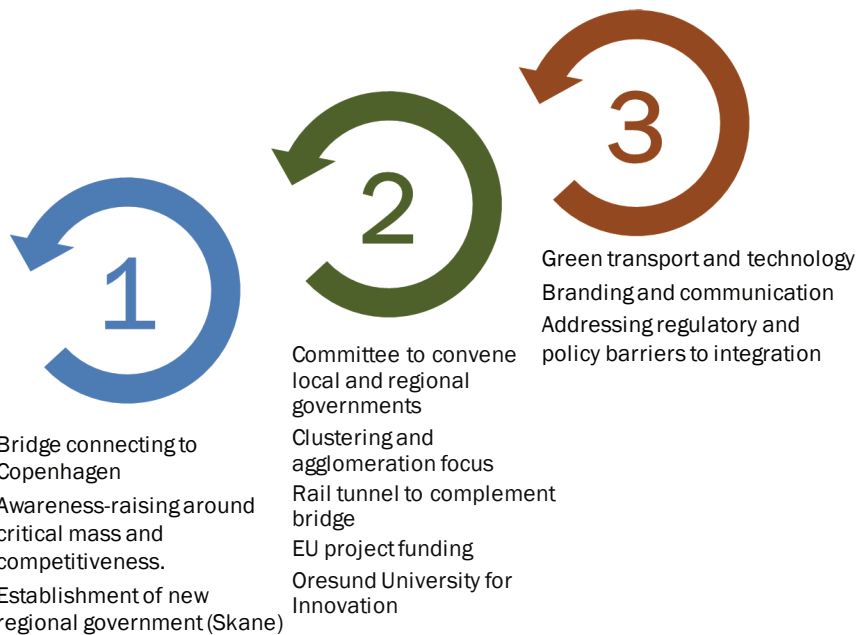 1
Bridge connecting to
Copenhagen
Awareness-raising around
critical mass and
competitiveness.
Establishment of new
regional government (Skane)
2
Committee to convene
local and regional
governments
Clustering and
agglomeration focus
Rail tunnel to complement
bridge
EU project funding
Oresund University for
Innovation
3
Green transport and technology
Branding and communication
Addressing regulatory and
policy barriers to integration